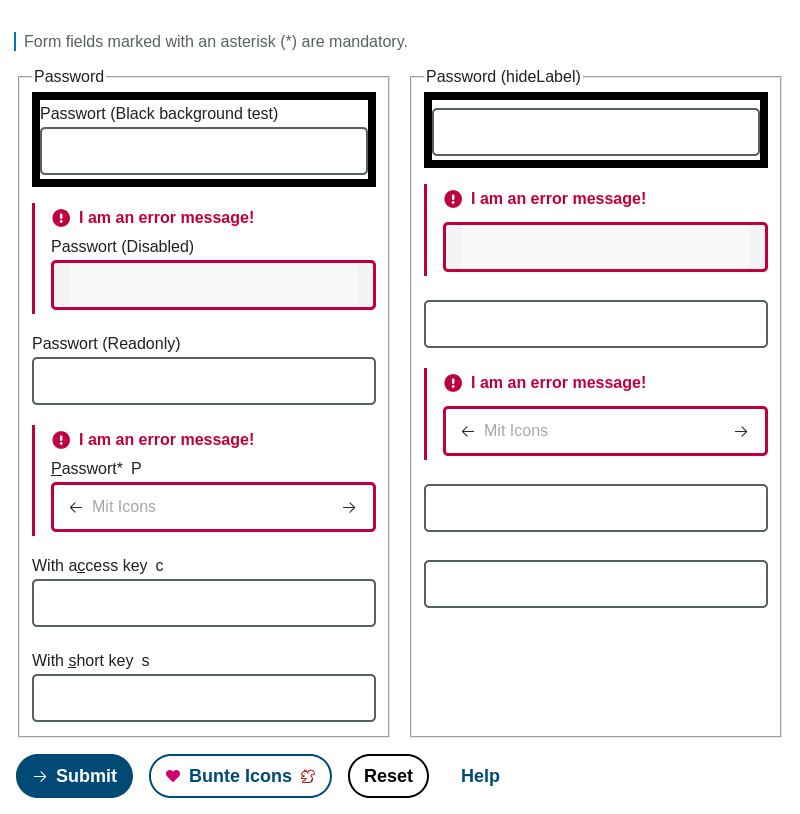 Form fields marked with an asterisk (*) are mandatory.
Password
Passwort (Black background test)
I am an error message!
Passwort (Disabled)
Passwort (Readonly)
I am an error message!
Passwort* P
Mit Icons
With access key c
With short key s
Password (hideLabel)
I am an error message!
I am an error message!
Mit Icons
Submit
Bunte Icons
Reset
Help